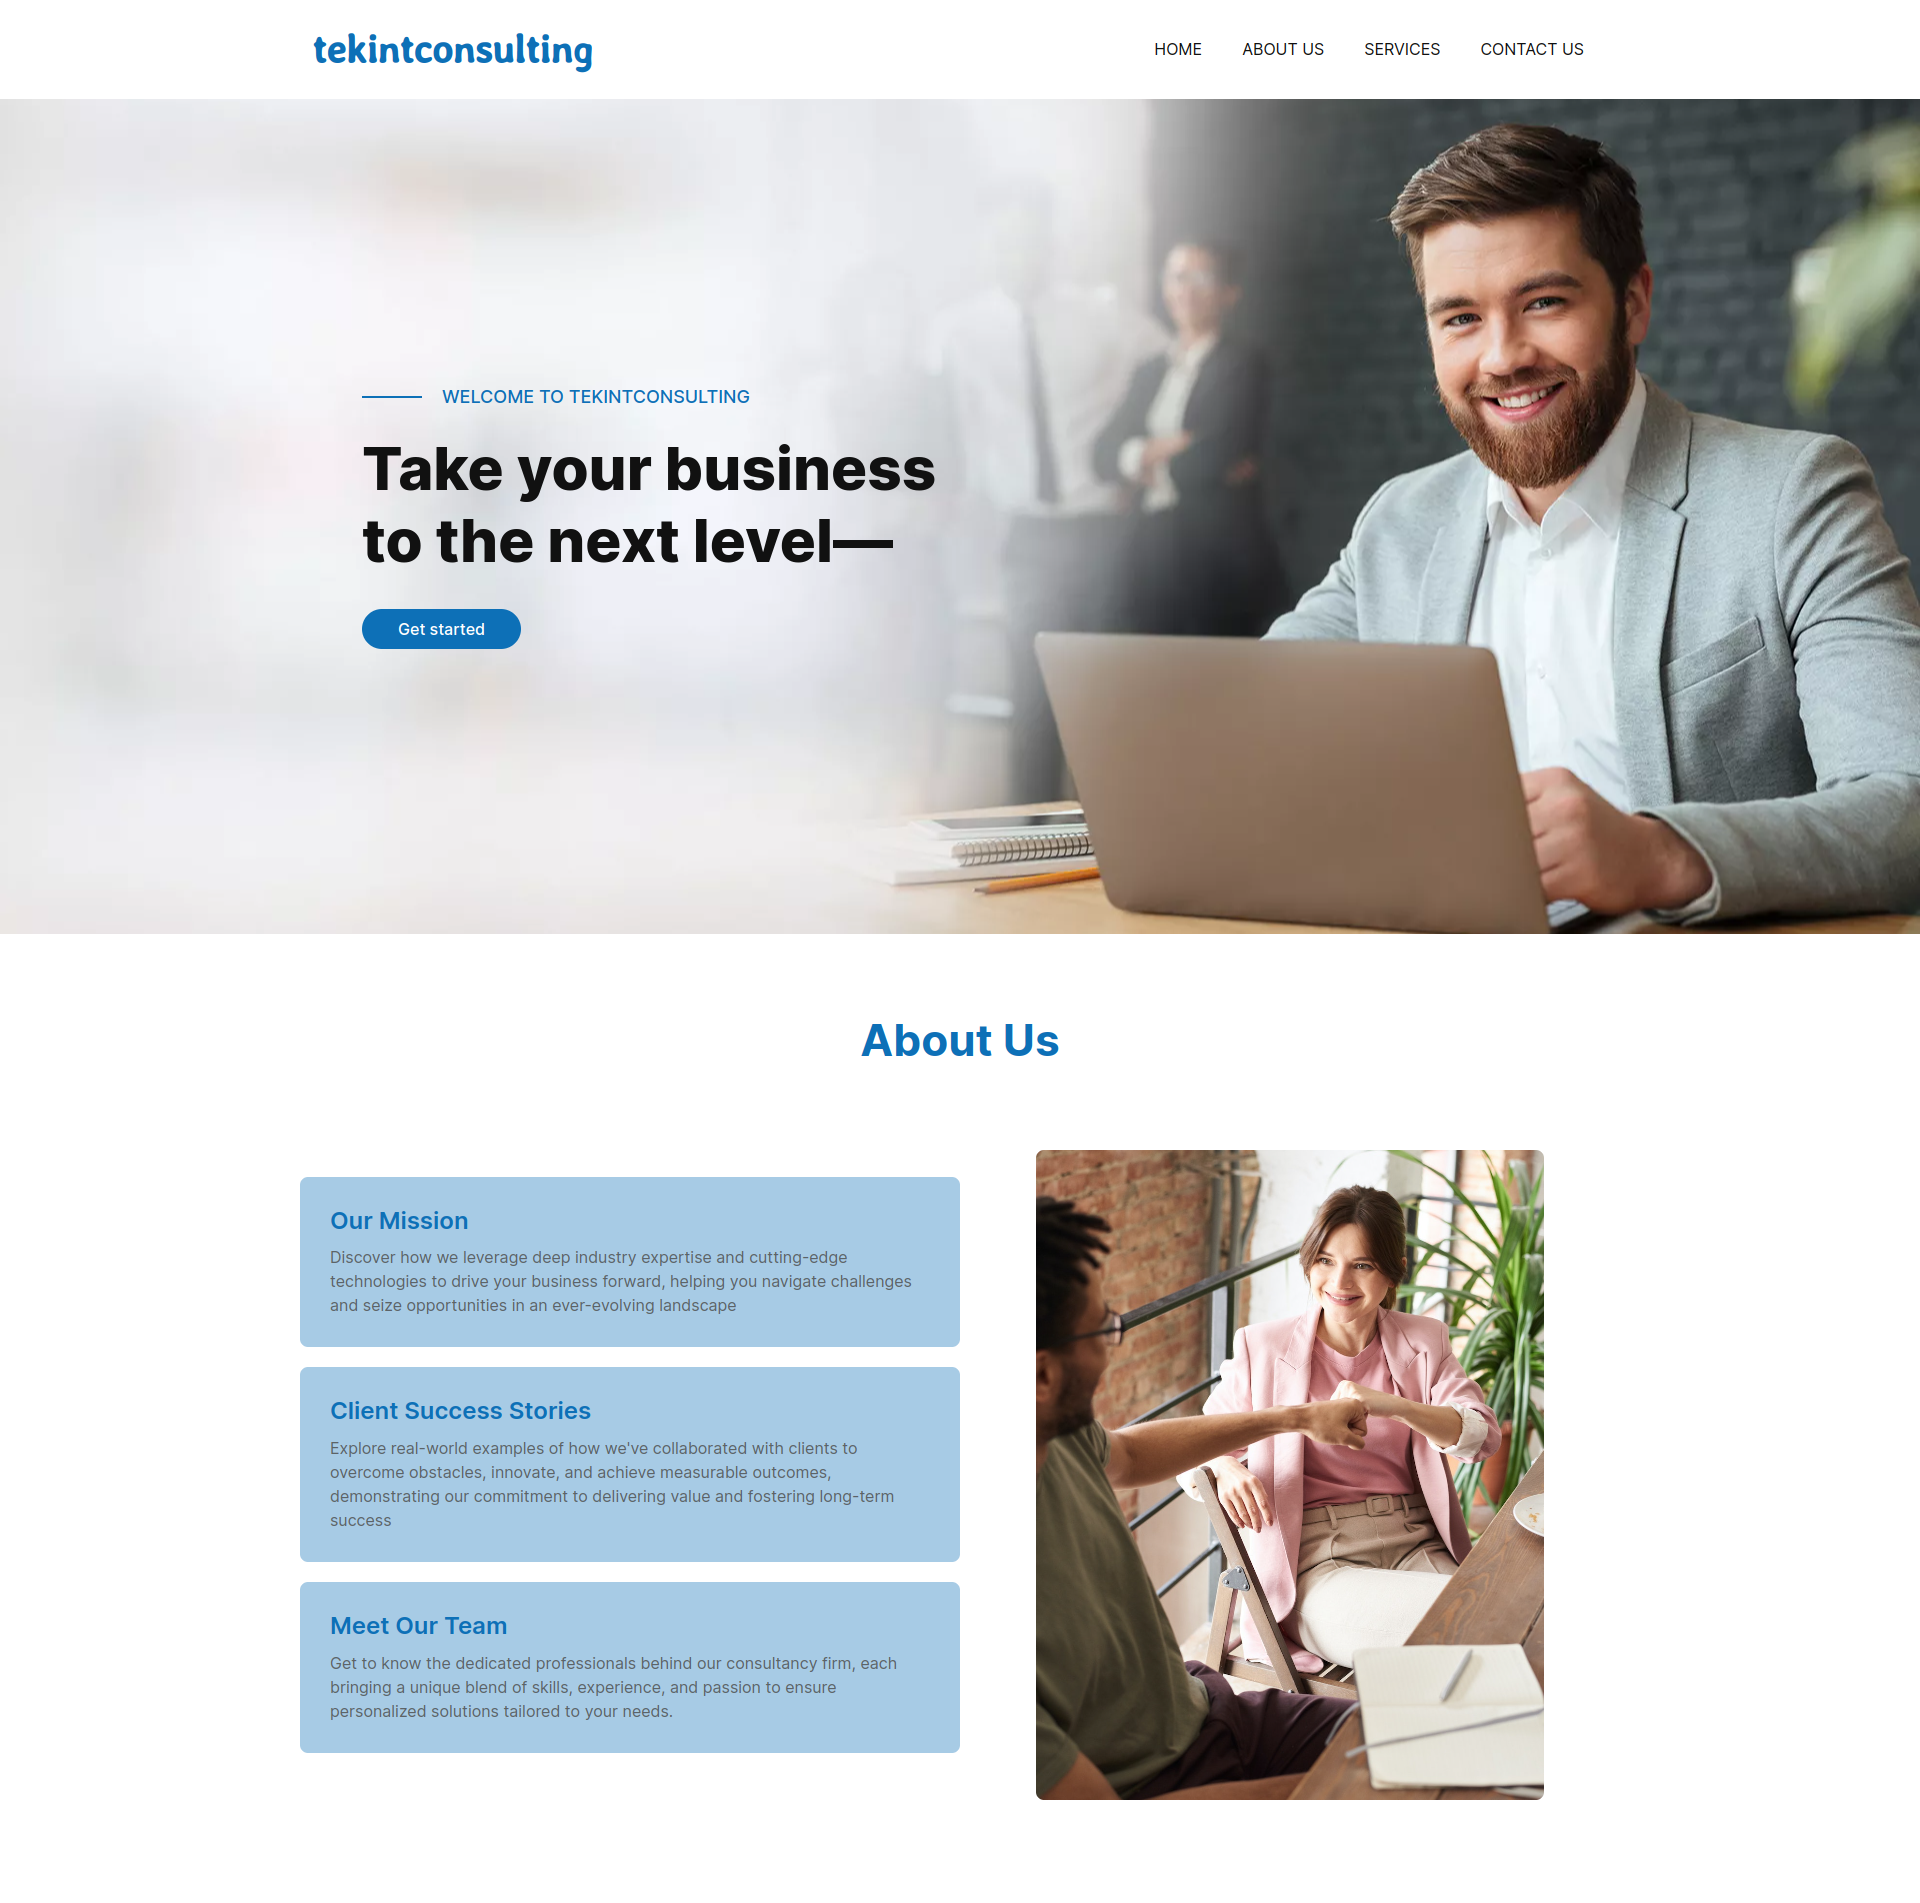 tekintconsulting
HOME ABOUT US SERVICES CONTACT US
WELCOME TO TEKINTCONSULTING
Take your business
to the next level—
Get started
About Us
Our Mission
Discover how we leverage deep industry expertise and cutting-edge
technologies to drive your business forward, helping you navigate challenges
and seize opportunities in an ever-evolving landscape
Client Success Stories
Explore real-world examples of how we've collaborated with clients to
overcome obstacles, innovate, and achieve measurable outcomes,
demonstrating our commitment to delivering value and fostering long-term
success
Meet Our Team
Get to know the dedicated professionals behind our consultancy firm, each
bringing a unique blend of skills, experience, and passion to ensure
personalized solutions tailored to your needs.